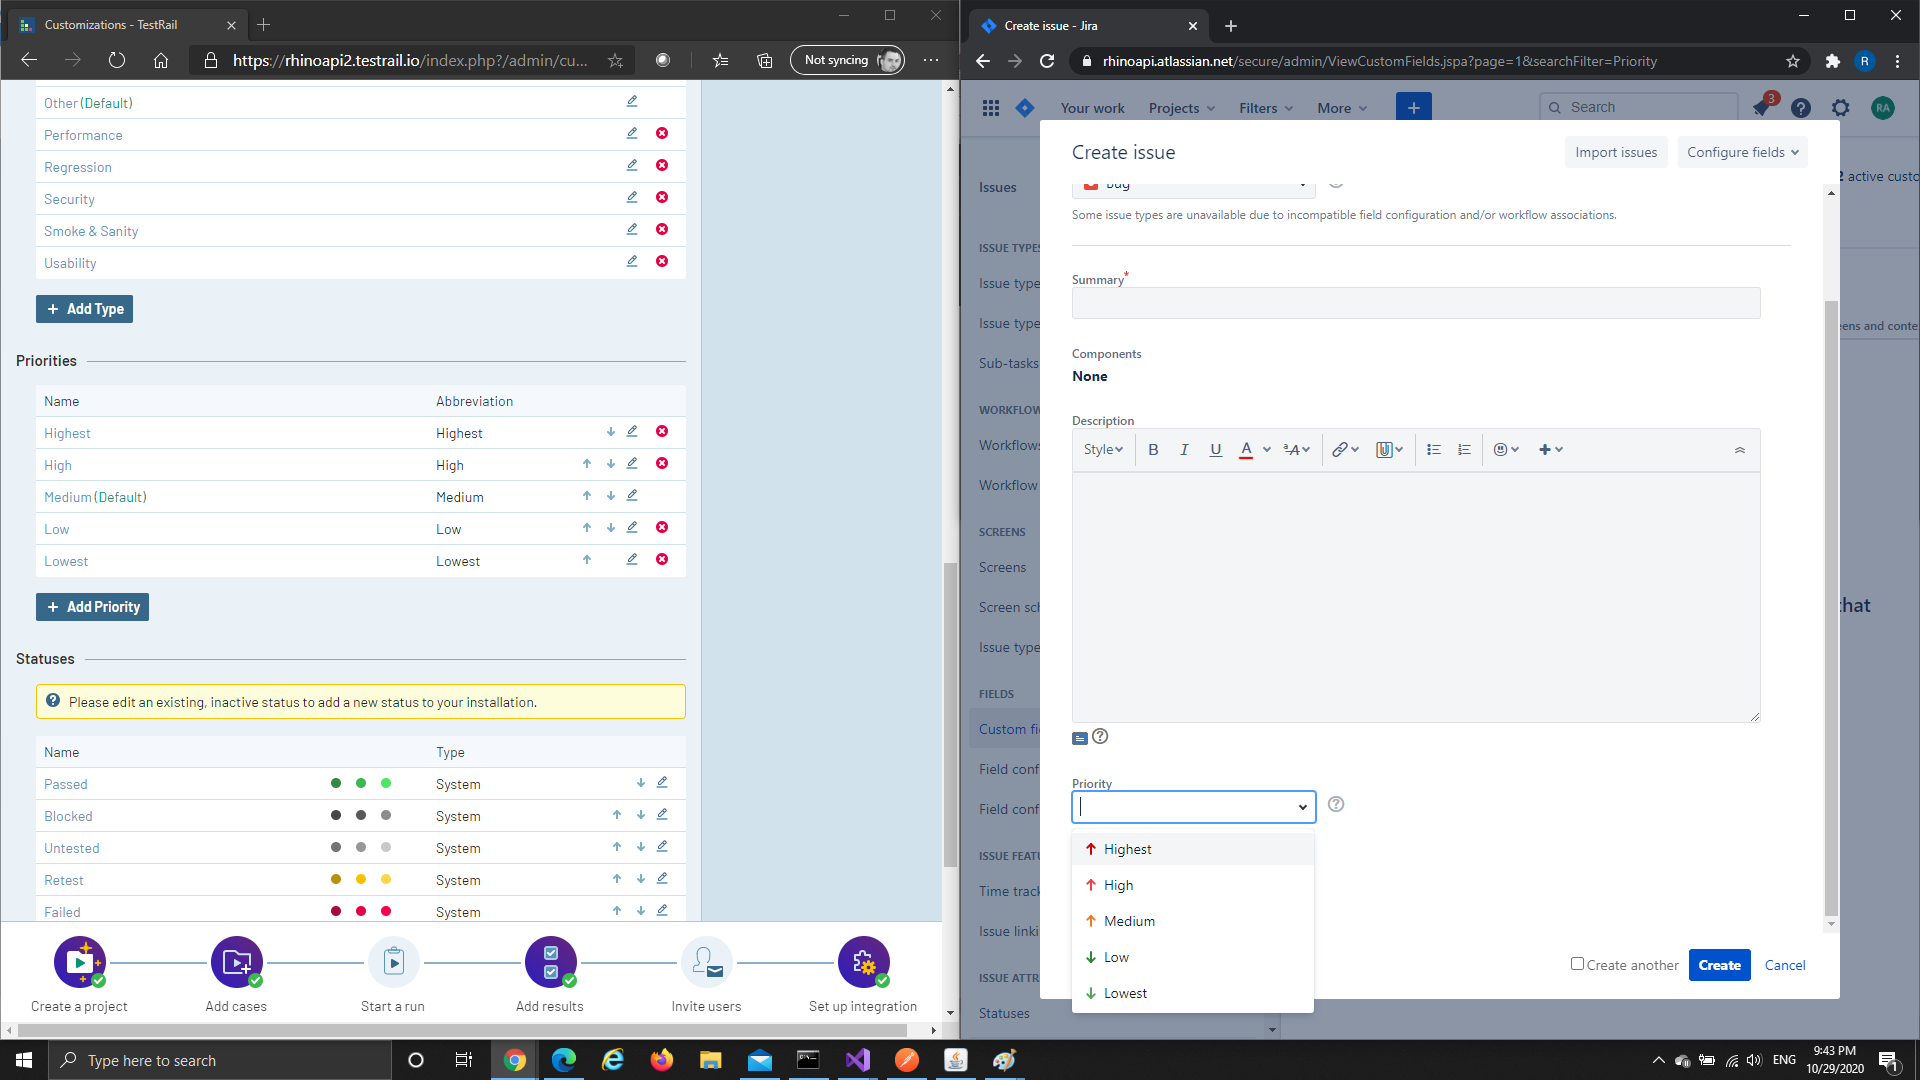 Customizations - TestRail
https://rhinoapi2.testrail.io/index.php?/admin/cu...
Not syncing
Other (Default)
Performance
Regression
Security
Smoke & Sanity
Usability
+ Add Type
Priorities
Name Abbreviation
Highest Highest
High High
Medium (Default) Medium
Low Low
Lowest Lowest
+ Add Priority
Statuses
Please edit an existing, inactive status to add a new status to your installation.
Name Type
Passed System
Blocked System
Untested System
Retest System
Failed System
Create a project
Add cases
Start a run
Add results
Invite users
Set up integration
Create issue - Jira
rhinoapi.atlassian.net/secure/admin/ViewCustomFields.jspa?page=1&searchFilter=Priority
R
Your work Projects Filters More + Search 3 RA
Issues
ISSUE TYPES
Issue type
Issue type
Sub-tasks
WORKFLOW
Workflows
Workflow
SCREENS
Screens
Screen sch
Issue type
FIELDS
Custom fi
Field conf
Field conf
ISSUE FEATU
Time track
Issue linki
ISSUE ATTR
Statuses
2 active custo
ens and conte
that
Create issue
Import issues
Configure fields
Bug
Some issue types are unavailable due to incompatible field configuration and/or workflow associations.
Summary*
Components
None
Description
Style B I U A
Priority
Highest
High
Medium
Low
Lowest
Create another
Create
Cancel
Type here to search
ENG
9:43 PM
10/29/2020
1